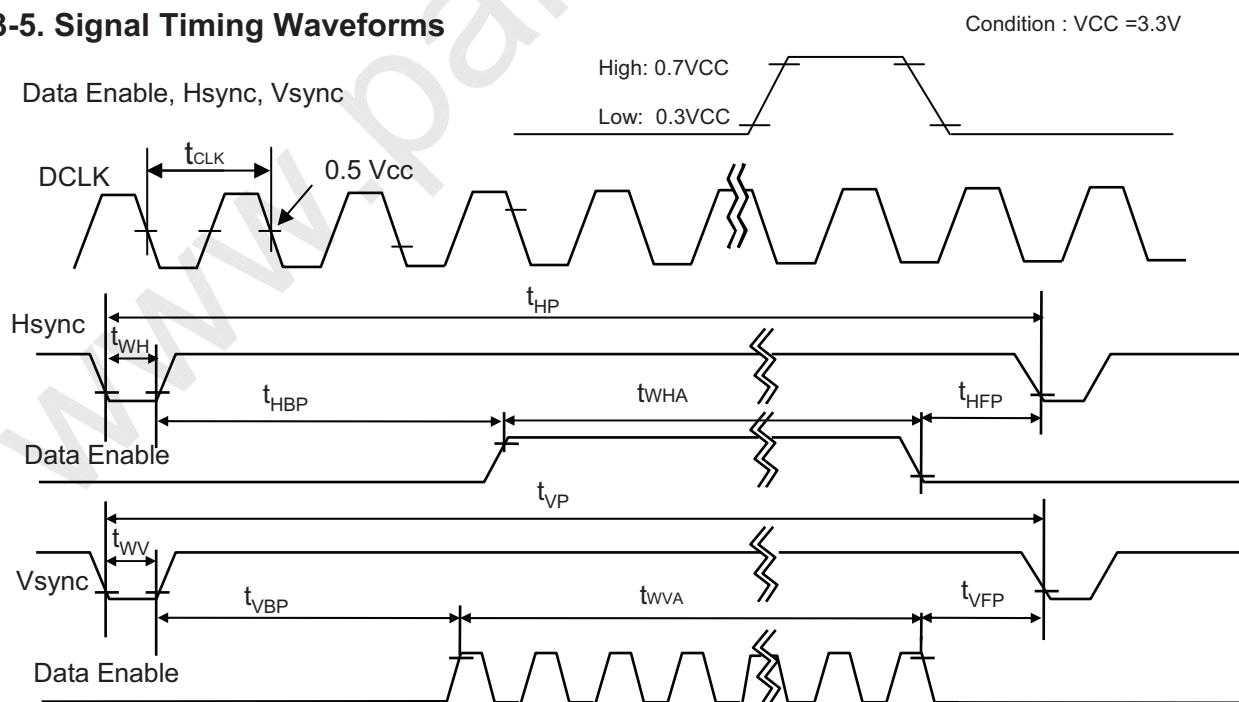 3-5. Signal Timing Waveforms
Condition : VCC =3.3V
High: 0.7VCC
Data Enable, Hsync, Vsync
Low: 0.3VCC
tCLK
0.5 Vcc
DCLK
tHP
Hsync
tWH
tHBP
tWHA
tHFP
Data Enable
tVP
tWV
Vsync
tVBP
tWVA
tVFP
Data Enable
www.pa